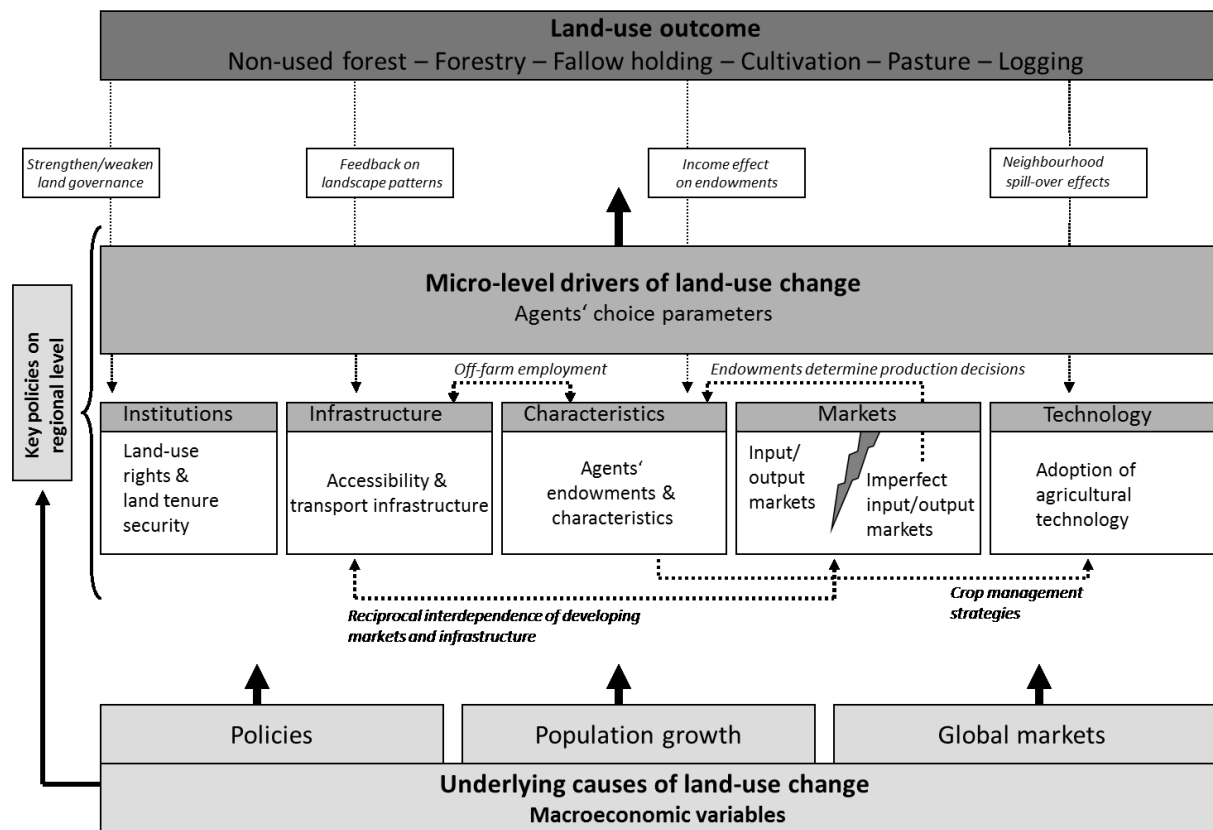 Land-use outcome
Non-used forest – Forestry – Fallow holding – Cultivation – Pasture – Logging
Strengthen/weaken
land governance
Feedback on
landscape patterns
Income effect
on endowments
Neighbourhood
spill-over effects
Micro-level drivers of land-use change
Agents‘ choice parameters
Key policies on
regional level
Off-farm employment
Endowments determine production decisions
Institutions
Land-use
rights &
land tenure
security
Infrastructure
Accessibility &
transport infrastructure
Characteristics
Agents‘
endowments &
characteristics
Markets
Input/
output
markets
Imperfect
input/output
markets
Technology
Adoption of
agricultural
technology
Reciprocal interdependence of developing
markets and infrastructure
Crop management
strategies
Policies
Population growth
Global markets
Underlying causes of land-use change
Macroeconomic variables